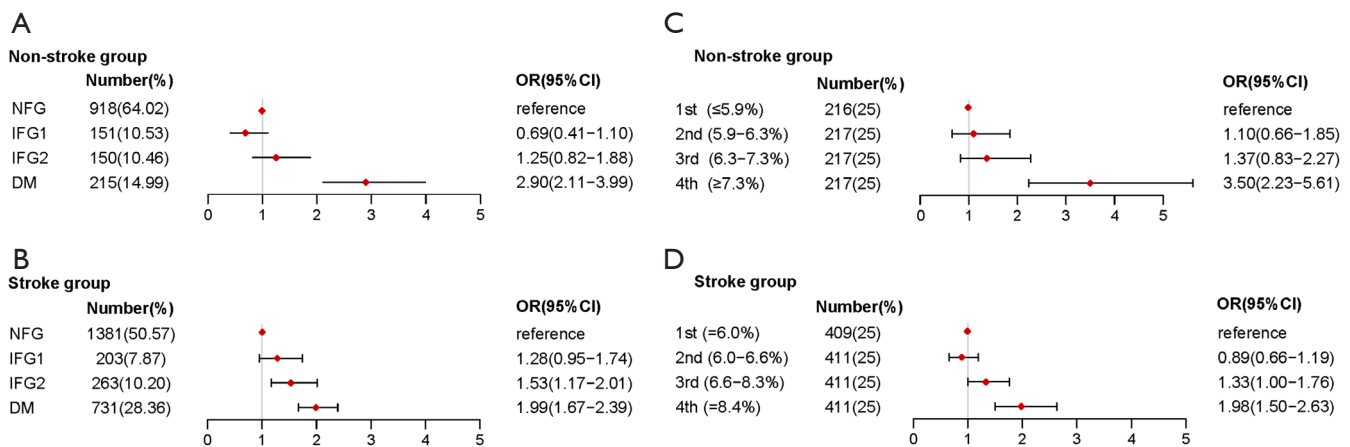 A
Non-stroke group
Number(%) OR(95%CI)
NFG 918(64.02) reference
IFG1 151(10.53) 0.69(0.41−1.10)
IFG2 150(10.46) 1.25(0.82−1.88)
DM 215(14.99) 2.90(2.11−3.99)
0 1 2 3 4 5
B
Stroke group
Number(%) OR(95%CI)
NFG 1381(50.57) reference
IFG1 203(7.87) 1.28(0.95−1.74)
IFG2 263(10.20) 1.53(1.17−2.01)
DM 731(28.36) 1.99(1.67−2.39)
0 1 2 3 4 5
C
Non-stroke group
Number(%) OR(95%CI)
1st (≤5.9%) 216(25) reference
2nd (5.9−6.3%) 217(25) 1.10(0.66−1.85)
3rd (6.3−7.3%) 217(25) 1.37(0.83−2.27)
4th (≥7.3%) 217(25) 3.50(2.23−5.61)
0 1 2 3 4 5
D
Stroke group
Number(%) OR(95%CI)
1st (=6.0%) 409(25) reference
2nd (6.0−6.6%) 411(25) 0.89(0.66−1.19)
3rd (6.6−8.3%) 411(25) 1.33(1.00−1.76)
4th (=8.4%) 411(25) 1.98(1.50−2.63)
0 1 2 3 4 5